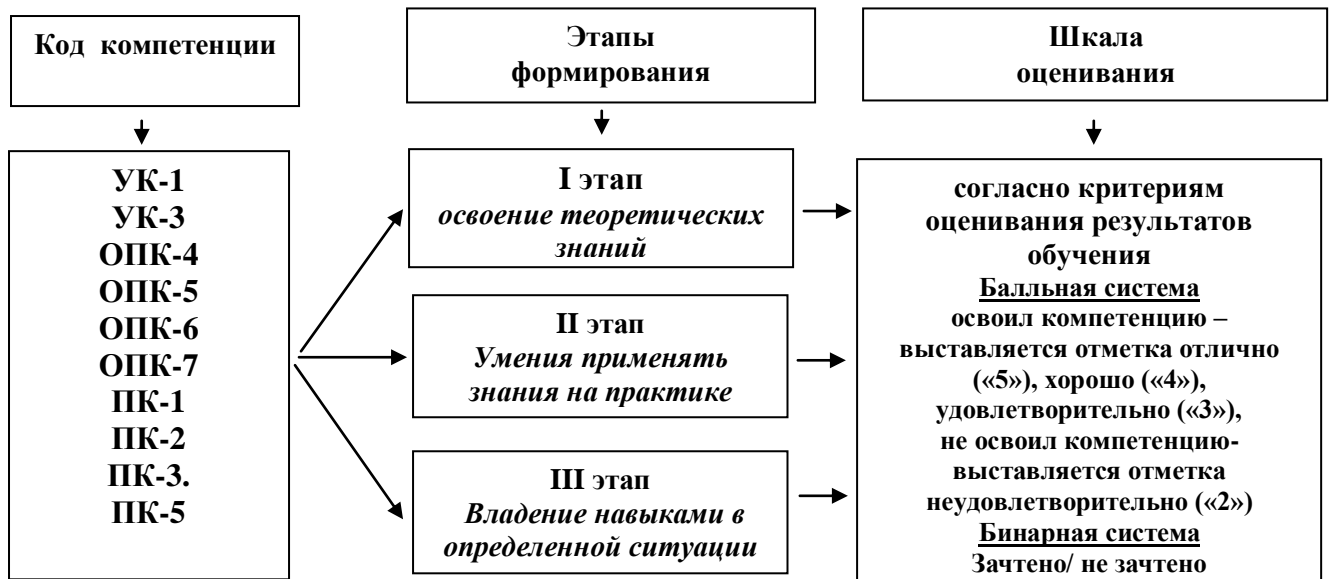 Код компетенции
Этапы
формирования
Шкала
оценивания
УК-1
УК-3
ОПК-4
ОПК-5
ОПК-6
ОПК-7
ПК-1
ПК-2
ПК-3.
ПК-5
I этап
освоение теоретических
знаний
II этап
Умения применять
знания на практике
III этап
Владение навыками в
определенной ситуации
согласно критериям
оценивания результатов
обучения
Балльная система
освоил компетенцию –
выставляется отметка отлично
(«5»), хорошо («4»),
удовлетворительно («3»),
не освоил компетенцию-
выставляется отметка
неудовлетворительно («2»)
Бинарная система
Зачтено/ не зачтено